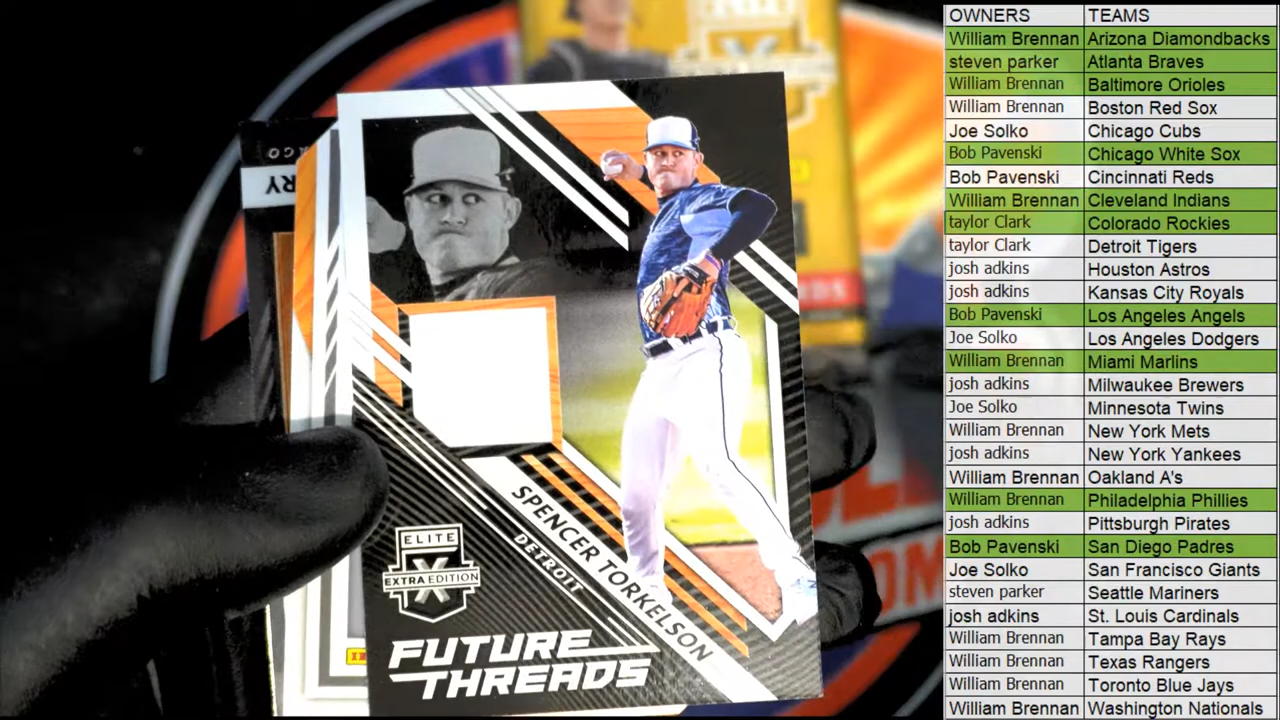 OWNERS TEAMS
William Brennan Arizona Diamondbacks
steven parker Atlanta Braves
William Brennan Baltimore Orioles
William Brennan Boston Red Sox
Joe Solko Chicago Cubs
Bob Pavenski Chicago White Sox
Bob Pavenski Cincinnati Reds
William Brennan Cleveland Indians
taylor Clark Colorado Rockies
taylor Clark Detroit Tigers
josh adkins Houston Astros
josh adkins Kansas City Royals
Bob Pavenski Los Angeles Angels
Joe Solko Los Angeles Dodgers
William Brennan Miami Marlins
josh adkins Milwaukee Brewers
Joe Solko Minnesota Twins
William Brennan New York Mets
josh adkins New York Yankees
William Brennan Oakland A's
William Brennan Philadelphia Phillies
josh adkins Pittsburgh Pirates
Bob Pavenski San Diego Padres
Joe Solko San Francisco Giants
steven parker Seattle Mariners
josh adkins St. Louis Cardinals
William Brennan Tampa Bay Rays
William Brennan Texas Rangers
William Brennan Toronto Blue Jays
William Brennan Washington Nationals
SPENCER TORKELSON
DETROIT
ELITE
X
EXTRA EDITION
FUTURE
THREADS